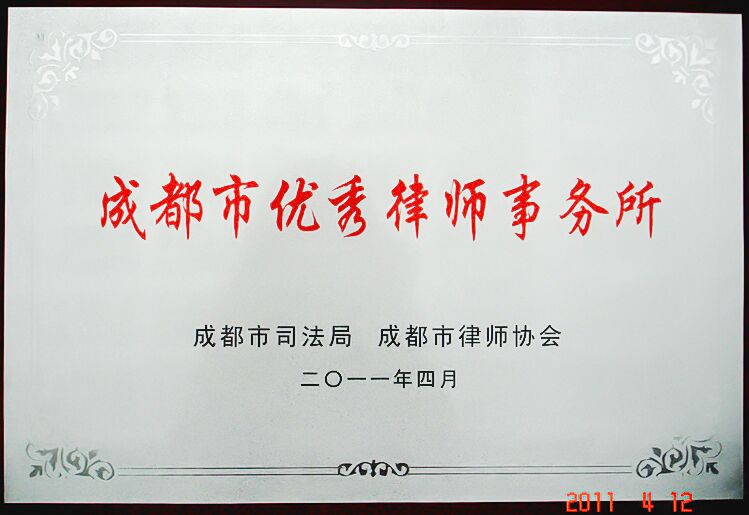 成都市优秀律师事务所
成都市司法局 成都市律师协会
二〇一一年四月
2011 4 12